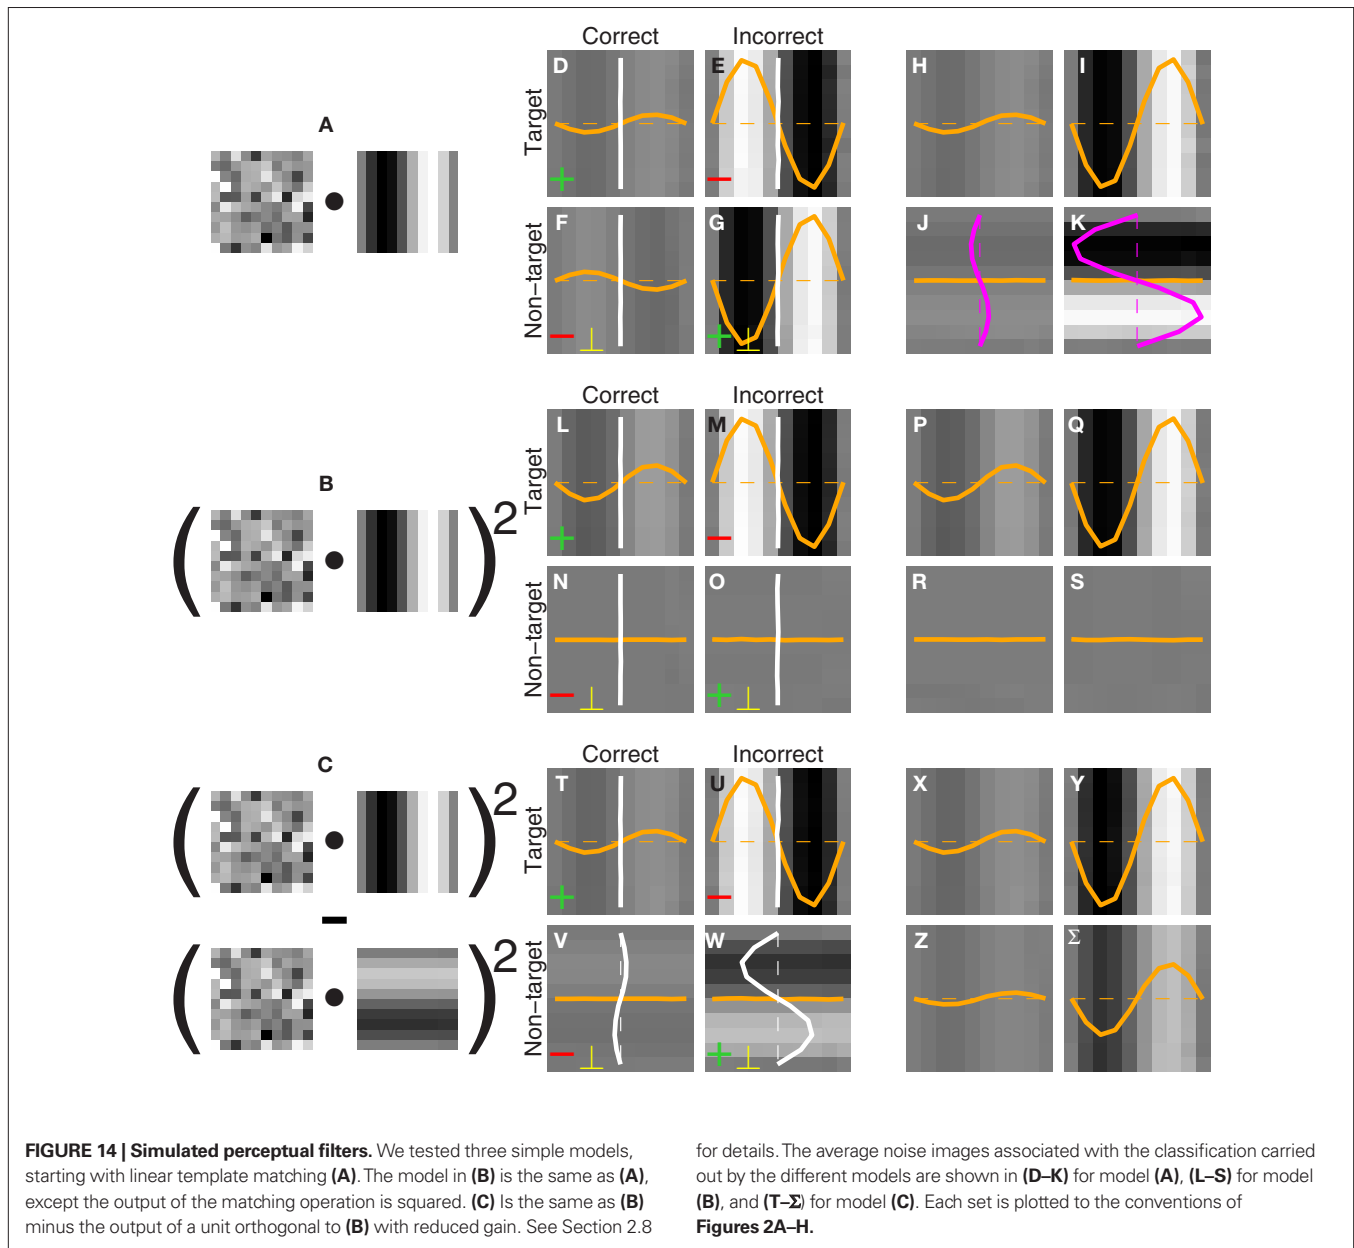 Correct Incorrect
A
Target
D E H I
+ −
Non−target
F G J K
− ⊥ + ⊥
Correct Incorrect
B
( • )2
Target
L M P Q
+ −
Non−target
N O R S
− ⊥ + ⊥
Correct Incorrect
C
( • )2
Target
T U X Y
+ −
−
( • )2
Non−target
V W Z Σ
− ⊥ + ⊥
FIGURE 14 | Simulated perceptual filters. We tested three simple models,
starting with linear template matching (A). The model in (B) is the same as (A),
except the output of the matching operation is squared. (C) Is the same as (B)
minus the output of a unit orthogonal to (B) with reduced gain. See Section 2.8
for details. The average noise images associated with the classification carried
out by the different models are shown in (D–K) for model (A), (L–S) for model
(B), and (T–Σ) for model (C). Each set is plotted to the conventions of
Figures 2A–H.